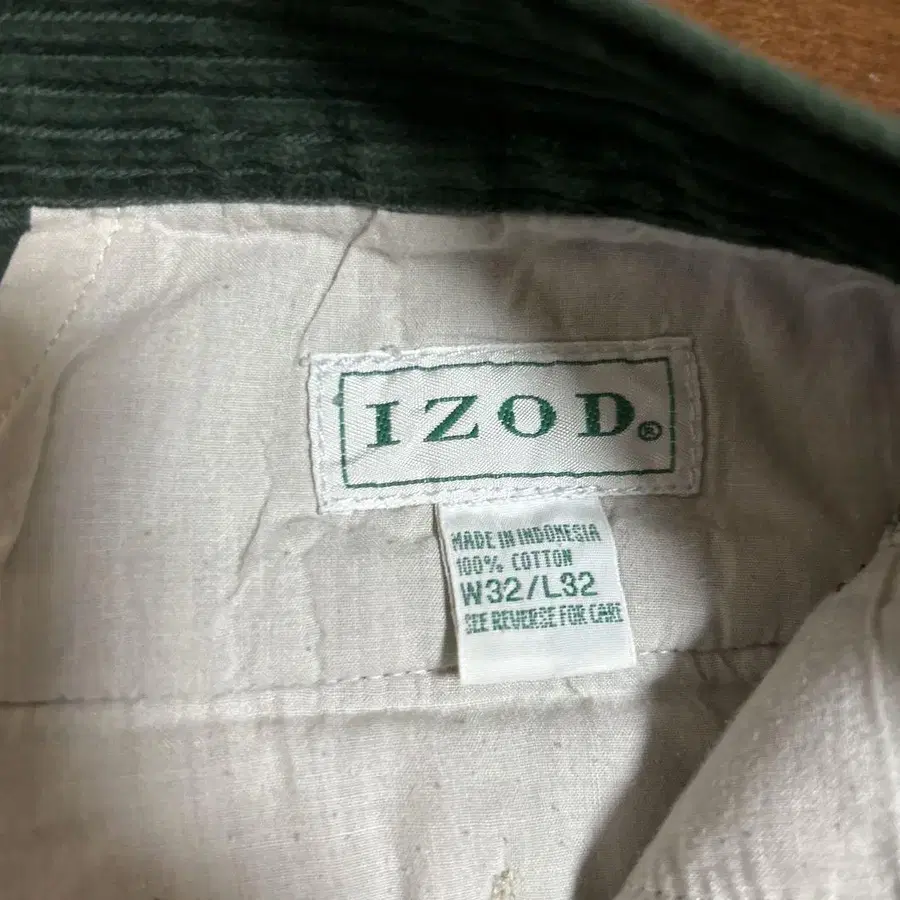 IZOD®
MADE IN INDONESIA
100% COTTON
W32/L32
SEE REVERSE FOR CARE